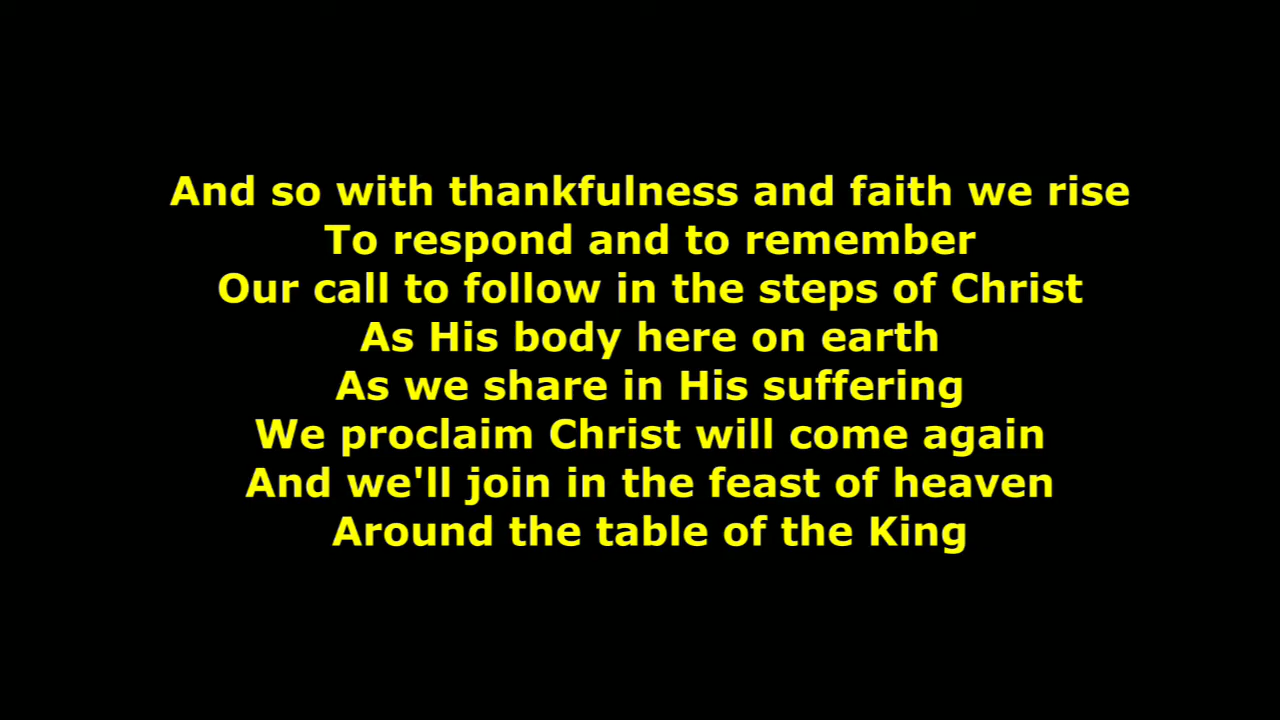 And so with thankfulness and faith we rise
To respond and to remember
Our call to follow in the steps of Christ
As His body here on earth
As we share in His suffering
We proclaim Christ will come again
And we'll join in the feast of heaven
Around the table of the King